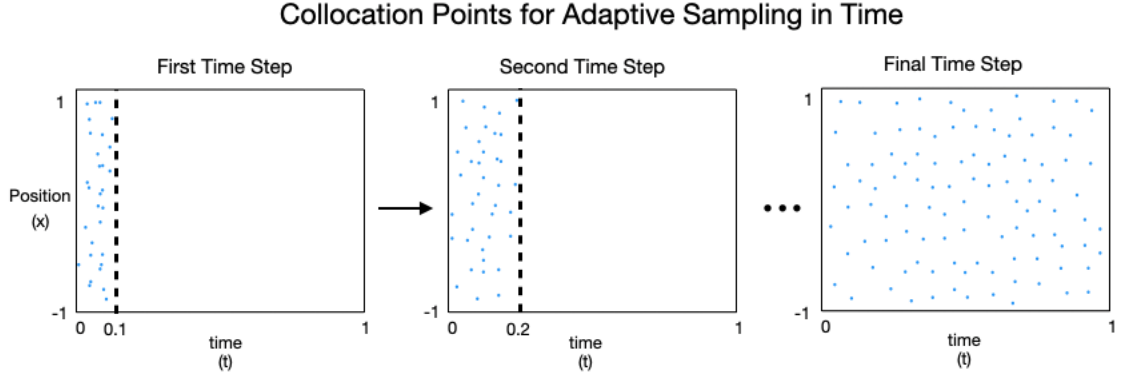 Collocation Points for Adaptive Sampling in Time
First Time Step
Second Time Step
Final Time Step
1
Position
(x)
-1
0 0.1 1
time
(t)
1
-1
0 0.2 1
time
(t)
1
-1
0 1
time
(t)